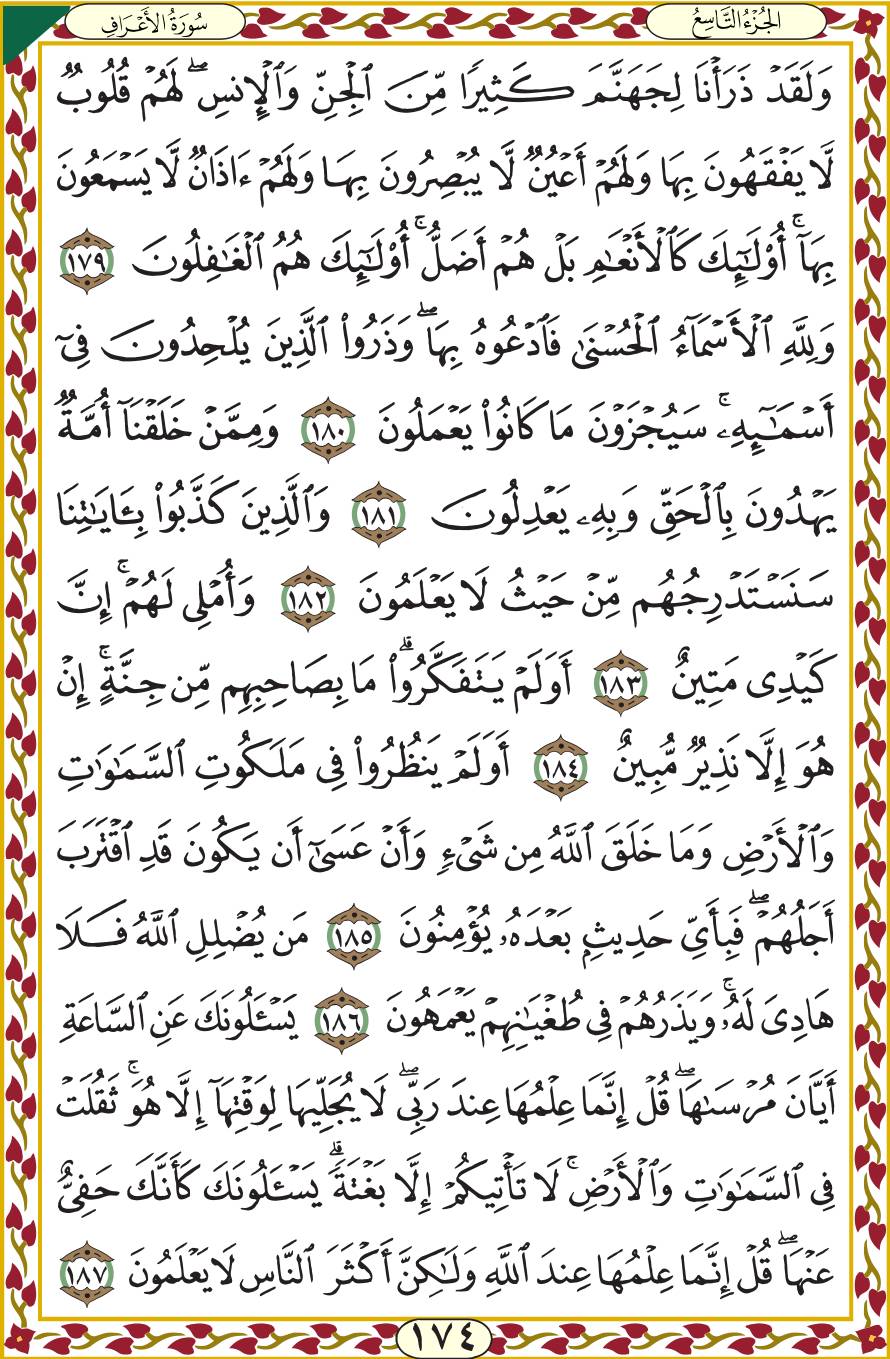 الجُزْءُ التَّاسِعُ
سُورَةُ الأَعْرَافِ
وَلَقَدْ ذَرَأْنَا لِجَهَنَّمَ كَثِيرًا مِّنَ ٱلْجِنِّ وَٱلْإِنسِ ۖ لَهُمْ قُلُوبٌ
لَّا يَفْقَهُونَ بِهَا وَلَهُمْ أَعْيُنٌ لَّا يُبْصِرُونَ بِهَا وَلَهُمْ ءَاذَانٌ لَّا يَسْمَعُونَ
بِهَآ ۚ أُو۟لَـٰٓئِكَ كَٱلْأَنْعَـٰمِ بَلْ هُمْ أَضَلُّ ۚ أُو۟لَـٰٓئِكَ هُمُ ٱلْغَـٰفِلُونَ ١٧٩
وَلِلَّهِ ٱلْأَسْمَآءُ ٱلْحُسْنَىٰ فَٱدْعُوهُ بِهَا ۖ وَذَرُوا۟ ٱلَّذِينَ يُلْحِدُونَ فِىٓ
أَسْمَـٰٓئِهِۦ ۚ سَيُجْزَوْنَ مَا كَانُوا۟ يَعْمَلُونَ ١٨٠ وَمِمَّنْ خَلَقْنَآ أُمَّةٌ
يَهْدُونَ بِٱلْحَقِّ وَبِهِۦ يَعْدِلُونَ ١٨١ وَٱلَّذِينَ كَذَّبُوا۟ بِـَٔايَـٰتِنَا
سَنَسْتَدْرِجُهُم مِّنْ حَيْثُ لَا يَعْلَمُونَ ١٨٢ وَأُمْلِى لَهُمْ ۚ إِنَّ
كَيْدِى مَتِينٌ ١٨٣ أَوَلَمْ يَتَفَكَّرُوا۟ ۗ مَا بِصَاحِبِهِم مِّن جِنَّةٍ ۚ إِنْ
هُوَ إِلَّا نَذِيرٌ مُّبِينٌ ١٨٤ أَوَلَمْ يَنظُرُوا۟ فِى مَلَكُوتِ ٱلسَّمَـٰوَٰتِ
وَٱلْأَرْضِ وَمَا خَلَقَ ٱللَّهُ مِن شَىْءٍ وَأَنْ عَسَىٰٓ أَن يَكُونَ قَدِ ٱقْتَرَبَ
أَجَلُهُمْ ۖ فَبِأَىِّ حَدِيثٍۭ بَعْدَهُۥ يُؤْمِنُونَ ١٨٥ مَن يُضْلِلِ ٱللَّهُ فَلَا
هَادِىَ لَهُۥ ۚ وَيَذَرُهُمْ فِى طُغْيَـٰنِهِمْ يَعْمَهُونَ ١٨٦ يَسْـَٔلُونَكَ عَنِ ٱلسَّاعَةِ
أَيَّانَ مُرْسَىٰهَا ۖ قُلْ إِنَّمَا عِلْمُهَا عِندَ رَبِّى ۖ لَا يُجَلِّيهَا لِوَقْتِهَآ إِلَّا هُوَ ۚ ثَقُلَتْ
فِى ٱلسَّمَـٰوَٰتِ وَٱلْأَرْضِ ۚ لَا تَأْتِيكُمْ إِلَّا بَغْتَةً ۗ يَسْـَٔلُونَكَ كَأَنَّكَ حَفِىٌّ
عَنْهَا ۖ قُلْ إِنَّمَا عِلْمُهَا عِندَ ٱللَّهِ وَلَـٰكِنَّ أَكْثَرَ ٱلنَّاسِ لَا يَعْلَمُونَ ١٨٧
١٧٤